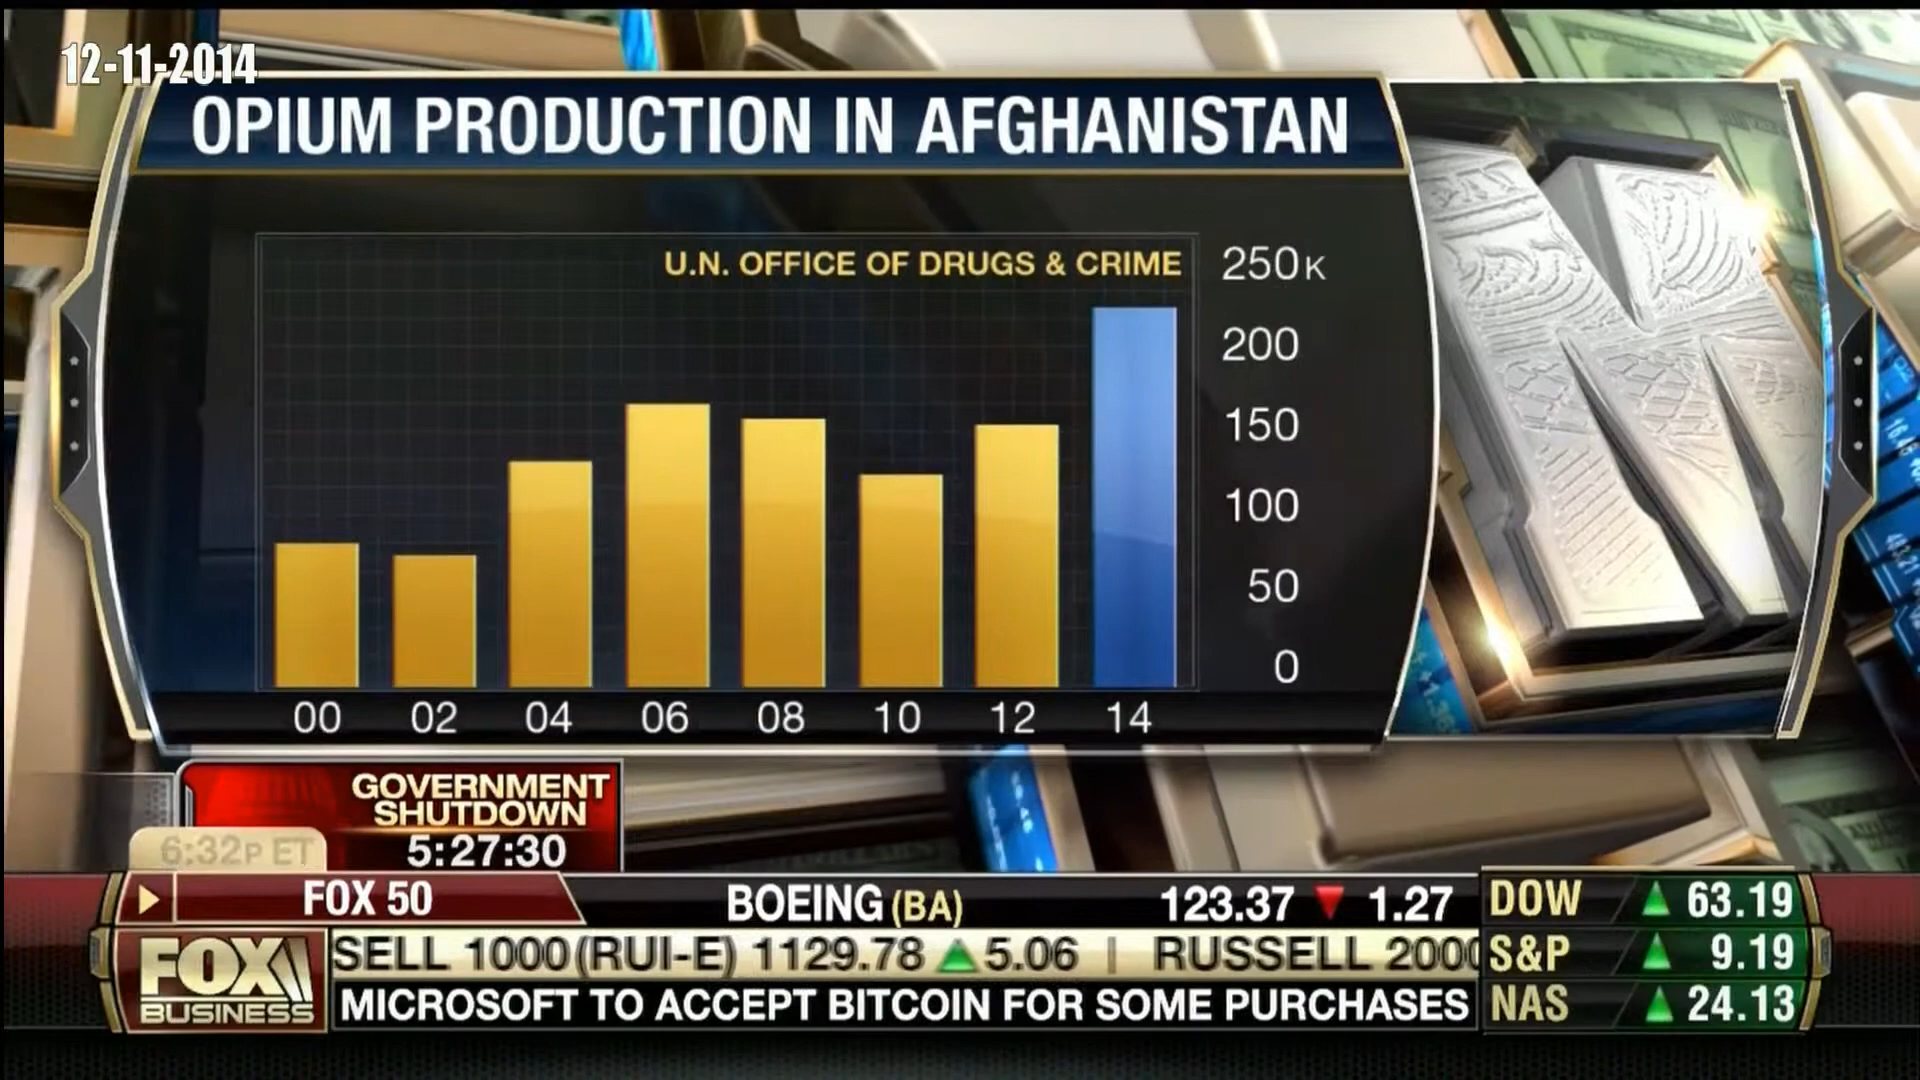 12-11-2014
OPIUM PRODUCTION IN AFGHANISTAN
U.N. OFFICE OF DRUGS & CRIME
250K
200
150
100
50
0
00 02 04 06 08 10 12 14
GOVERNMENT
SHUTDOWN
5:27:30
6:32P ET
FOX 50
BOEING (BA) 123.37 ▼ 1.27
DOW ▲ 63.19
FOX
BUSINESS
SELL 1000 (RUI-E) 1129.78 ▲ 5.06 | RUSSELL 2000
S&P ▲ 9.19
MICROSOFT TO ACCEPT BITCOIN FOR SOME PURCHASES
NAS ▲ 24.13